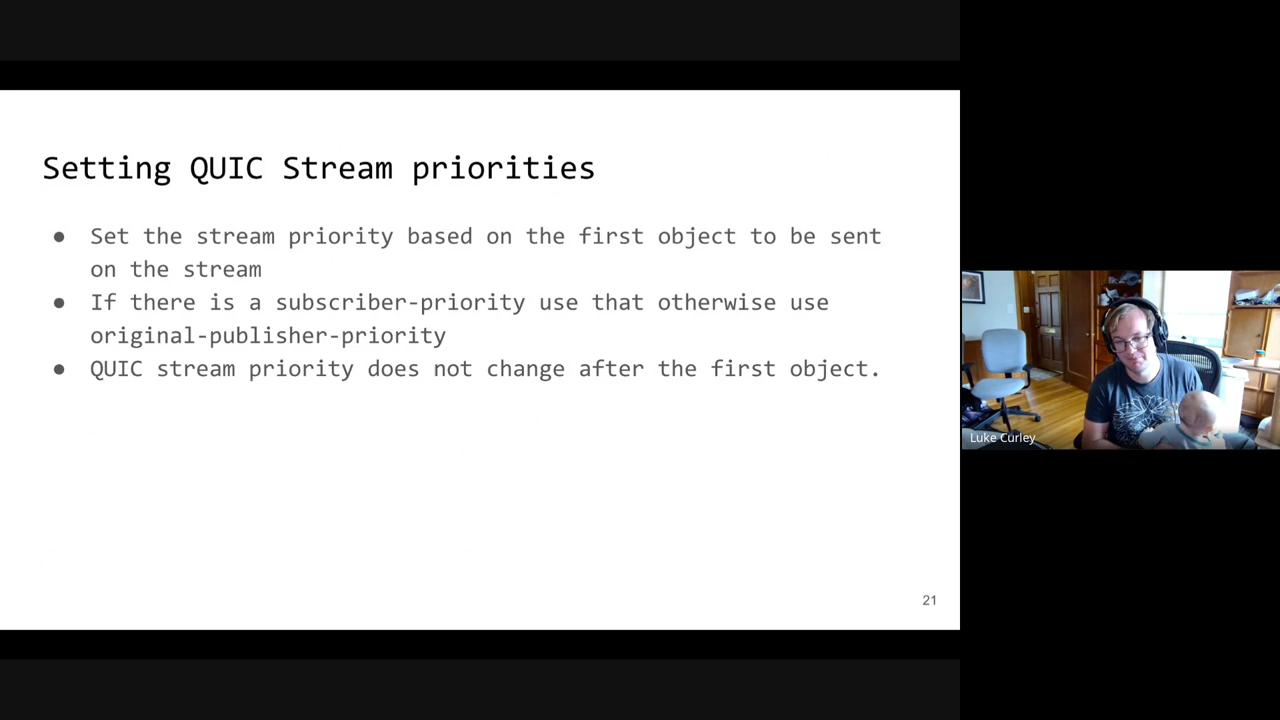 Setting QUIC Stream priorities
● Set the stream priority based on the first object to be sent
on the stream
● If there is a subscriber-priority use that otherwise use
original-publisher-priority
● QUIC stream priority does not change after the first object.
21
Luke Curley